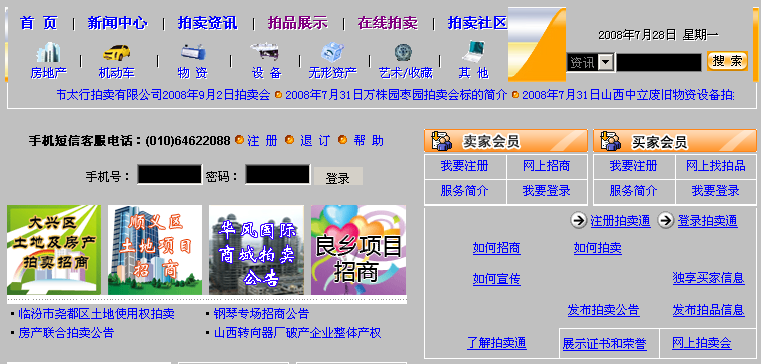 首 页 | 新闻中心 | 拍卖资讯 | 拍品展示 | 在线拍卖 | 拍卖社区
2008年7月28日 星期一
房地产 | 机动车 | 物 资 | 设 备 | 无形资产 | 艺术/收藏 | 其 他
资讯 搜 索
市太行拍卖有限公司2008年9月2日拍卖会 2008年7月31日万株园枣园拍卖会标的简介 2008年7月31日山西中立废旧物资设备拍
手机短信客服电话：(010)64622088 注 册 退 订 帮 助
手机号： 密码： 登录
卖家会员 买家会员
我要注册 网上招商 我要注册 网上找拍品
服务简介 我要登录 服务简介 我要登录
大兴区
土地及房产
拍卖招商
顺义区
土地项目
招 商
华风国际
商城拍卖
公告
良乡项目
招商
注册拍卖通 登录拍卖通
如何招商 如何拍卖
如何宣传 独享买家信息
发布拍卖公告 发布拍品信息
了解拍卖通 展示证书和荣誉 网上拍卖会
临汾市尧都区土地使用权拍卖 钢琴专场招商公告
房产联合拍卖公告 山西转向器厂破产企业整体产权